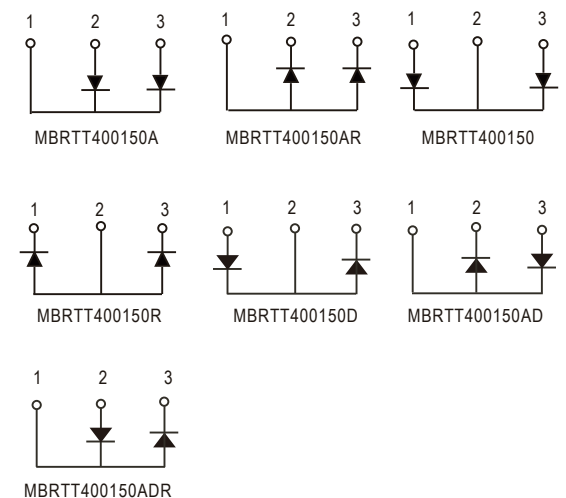 1 2 3 1 2 3 1 2 3
MBRTT400150A MBRTT400150AR MBRTT400150
1 2 3 1 2 3 1 2 3
MBRTT400150R MBRTT400150D MBRTT400150AD
1 2 3
MBRTT400150ADR